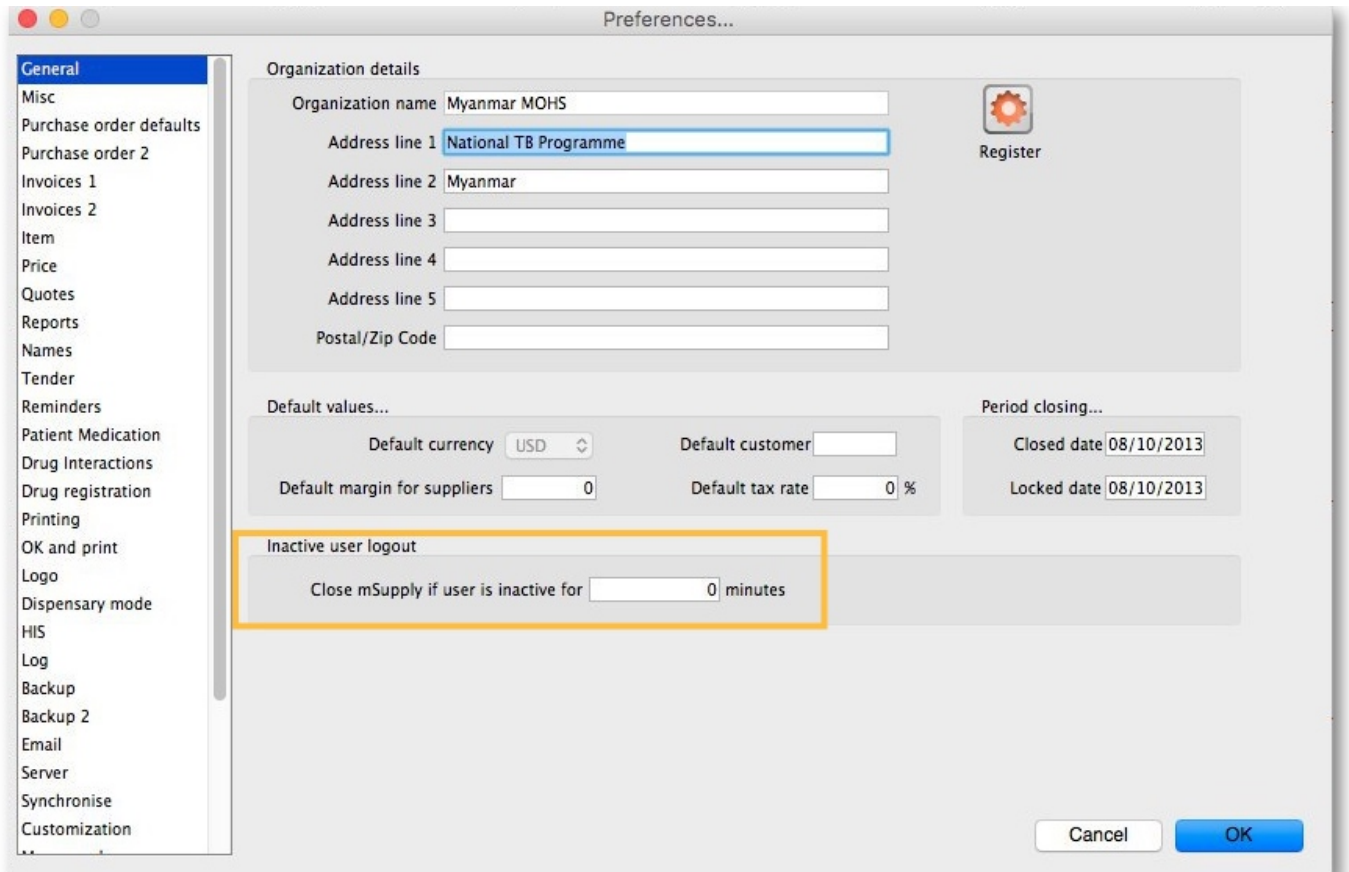 Preferences...
General
Misc
Purchase order defaults
Purchase order 2
Invoices 1
Invoices 2
Item
Price
Quotes
Reports
Names
Tender
Reminders
Patient Medication
Drug Interactions
Drug registration
Printing
OK and print
Logo
Dispensary mode
HIS
Log
Backup
Backup 2
Email
Server
Synchronise
Customization
Organization details
Organization name Myanmar MOHS
Address line 1 National TB Programme
Address line 2 Myanmar
Address line 3
Address line 4
Address line 5
Postal/Zip Code
Register
Default values...
Default currency USD Default customer
Default margin for suppliers 0 Default tax rate 0 %
Period closing...
Closed date 08/10/2013
Locked date 08/10/2013
Inactive user logout
Close mSupply if user is inactive for 0 minutes
Cancel OK